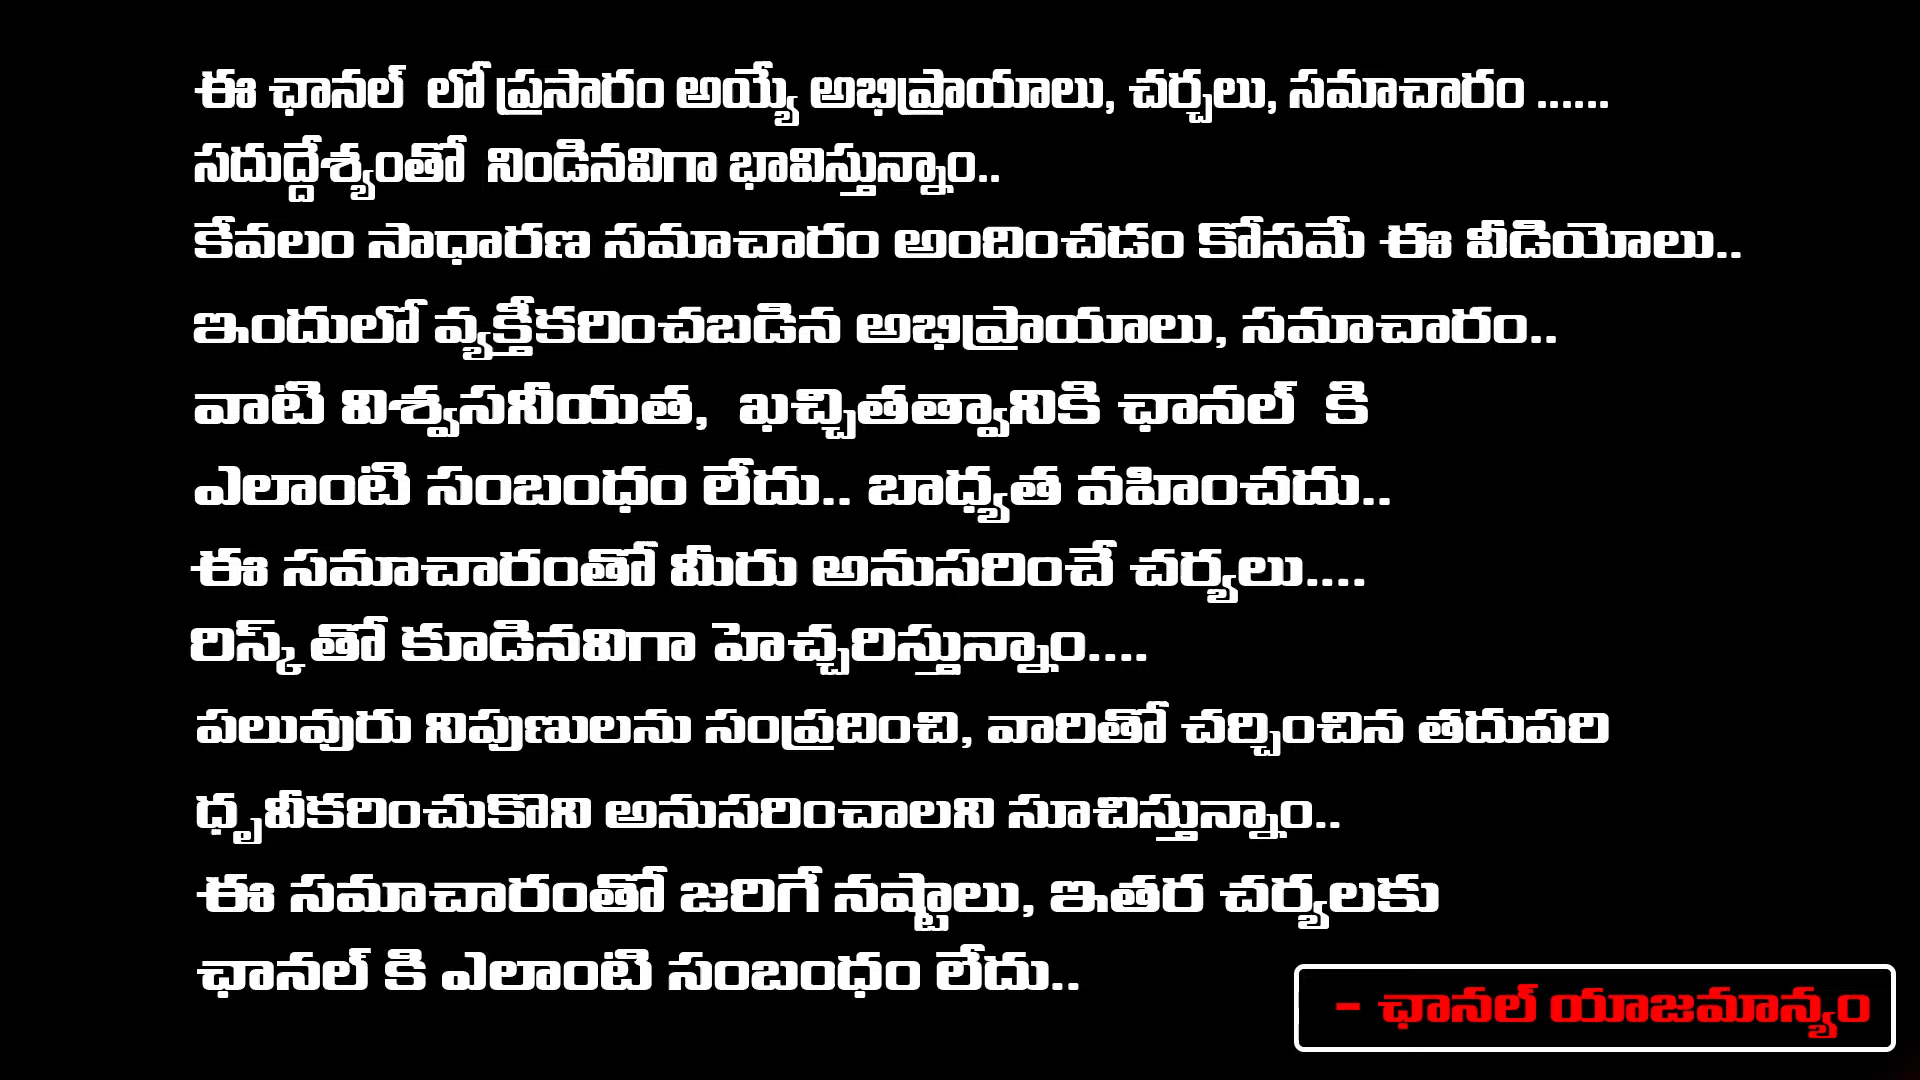 ఈ ఛానల్ లో ప్రసారం అయ్యే అభిప్రాయాలు, చర్చలు, సమాచారం ......
సదుద్దేశ్యంతో నిండినవిగా భావిస్తున్నాం..
కేవలం సాధారణ సమాచారం అందించడం కోసమే ఈ వీడియోలు..
ఇందులో వ్యక్తీకరించబడిన అభిప్రాయాలు, సమాచారం..
వాటి విశ్వసనీయత, ఖచ్చితత్వానికి ఛానల్ కి
ఎలాంటి సంబంధం లేదు.. బాధ్యత వహించదు..
ఈ సమాచారంతో మీరు అనుసరించే చర్యలు....
రిస్క్ తో కూడినవిగా హెచ్చరిస్తున్నాం....
పలువురు నిపుణులను సంప్రదించి, వారితో చర్చించిన తదుపరి
ధృవీకరించుకొని అనుసరించాలని సూచిస్తున్నాం..
ఈ సమాచారంతో జరిగే నష్టాలు, ఇతర చర్యలకు
ఛానల్ కి ఎలాంటి సంబంధం లేదు..
- ఛానల్ యాజమాన్యం